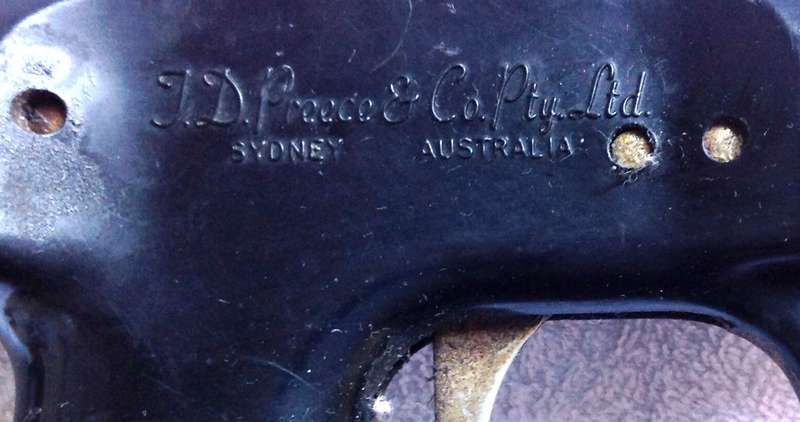 T.D. Preece & Co. Pty. Ltd.
SYDNEY AUSTRALIA